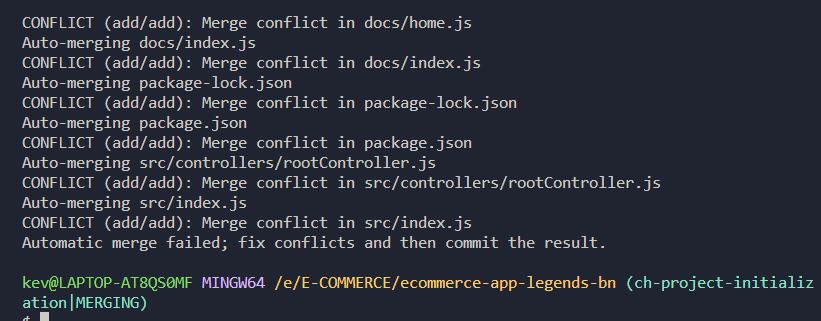 CONFLICT (add/add): Merge conflict in docs/home.js
Auto-merging docs/index.js
CONFLICT (add/add): Merge conflict in docs/index.js
Auto-merging package-lock.json
CONFLICT (add/add): Merge conflict in package-lock.json
Auto-merging package.json
CONFLICT (add/add): Merge conflict in package.json
Auto-merging src/controllers/rootController.js
CONFLICT (add/add): Merge conflict in src/controllers/rootController.js
Auto-merging src/index.js
CONFLICT (add/add): Merge conflict in src/index.js
Automatic merge failed; fix conflicts and then commit the result.
kev@LAPTOP-AT8QS0MF MINGW64 /e/E-COMMERCE/ecommerce-app-legends-bn (ch-project-initializ
ation|MERGING)
$